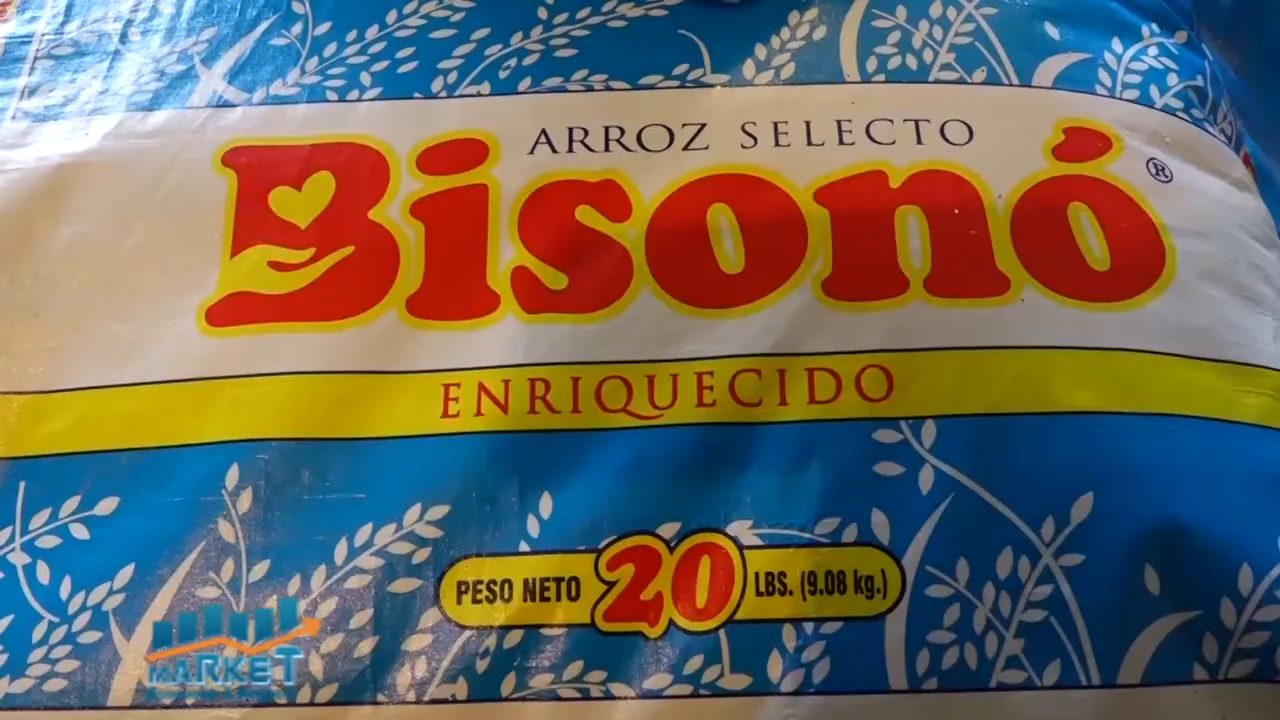 ARROZ SELECTO
Bisonó®
ENRIQUECIDO
PESO NETO 20 LBS. (9.08 kg.)
MARKET